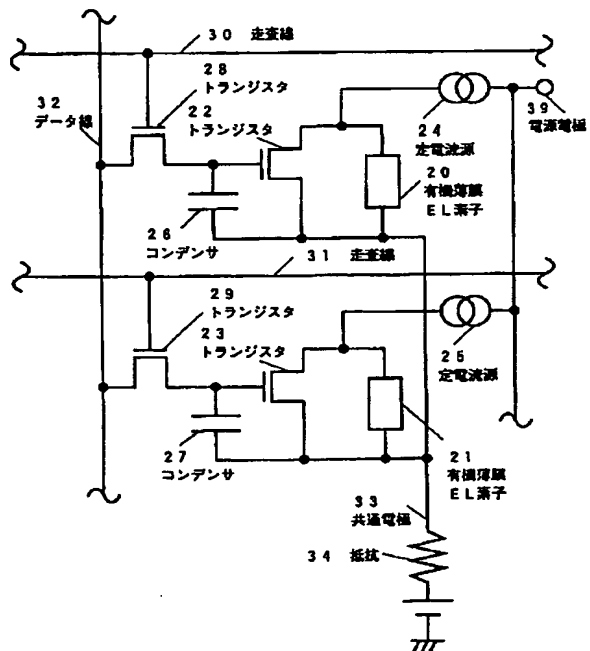 30 走査線
28
トランジスタ
32
データ線
22
トランジスタ
24
定電流源
39
電源電極
20
有機薄膜
EL素子
26
コンデンサ
31 走査線
29
トランジスタ
23
トランジスタ
25
定電流源
27
コンデンサ
21
有機薄膜
EL素子
33
共通電極
34 抵抗